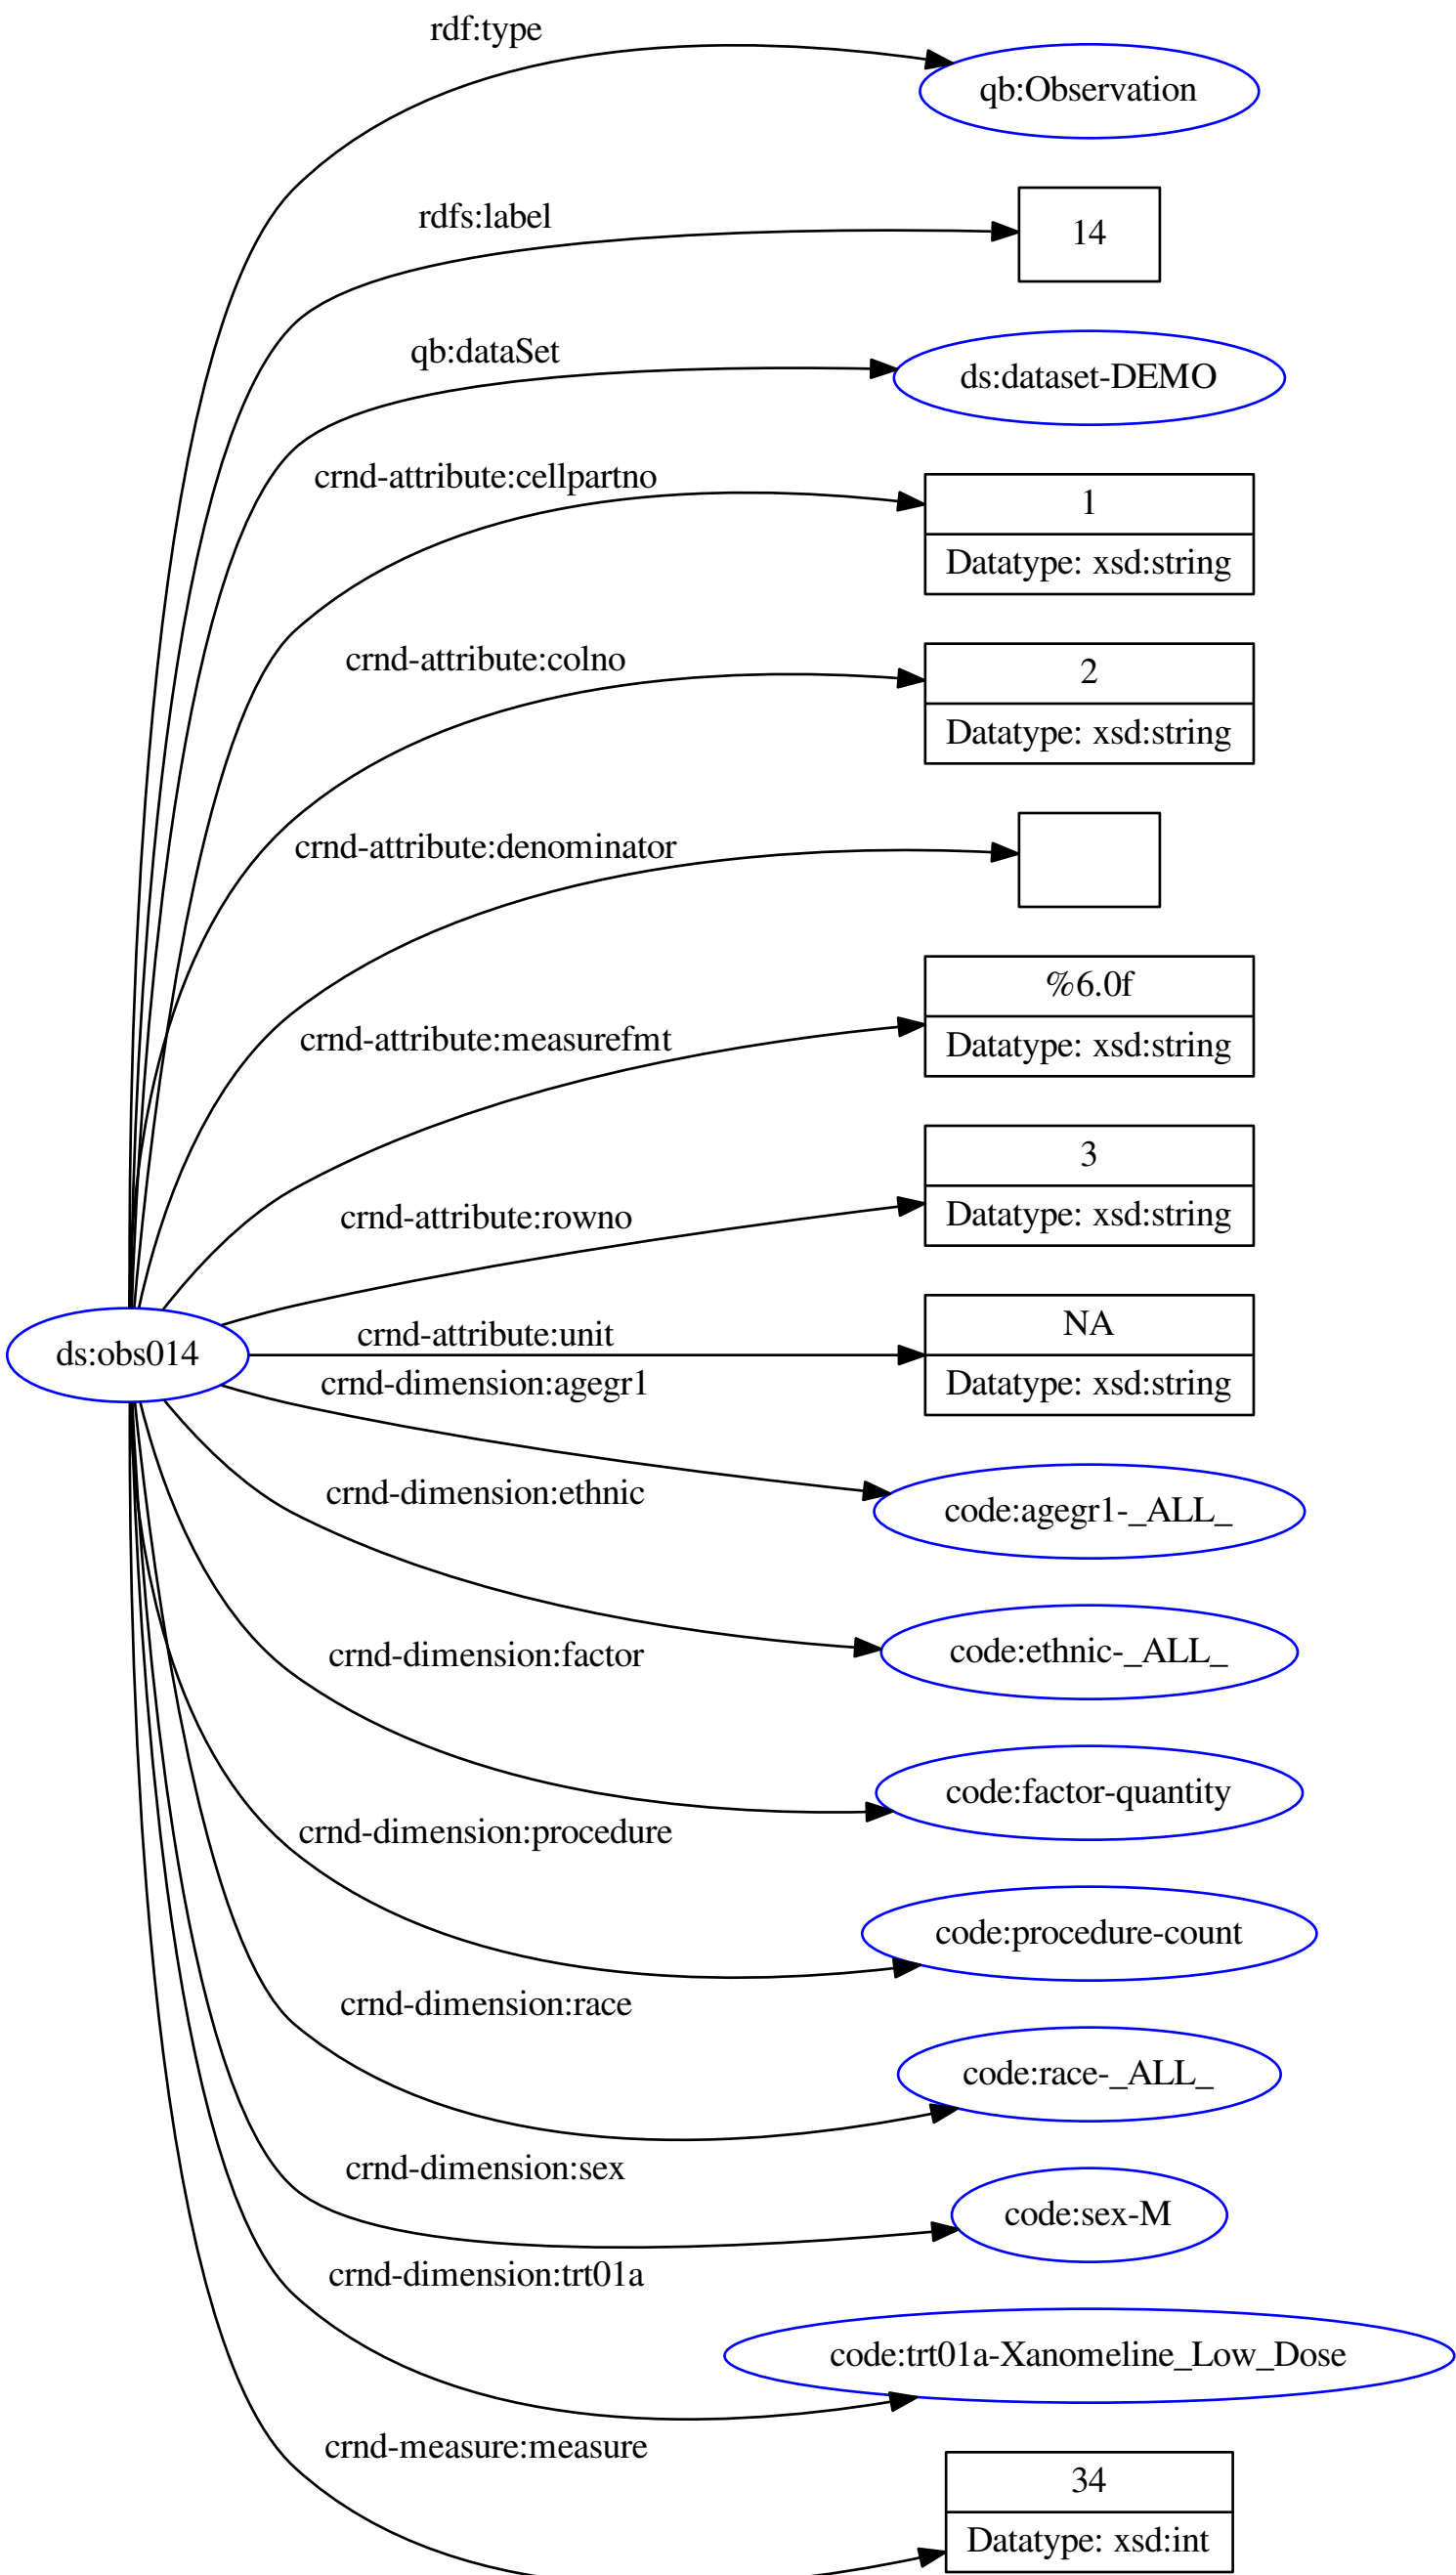 rdf:type
qb:Observation
rdfs:label
14
qb:dataSet
ds:dataset-DEMO
crnd-attribute:cellpartno
1
Datatype: xsd:string
crnd-attribute:colno
2
Datatype: xsd:string
crnd-attribute:denominator
crnd-attribute:measurefmt
%6.0f
Datatype: xsd:string
crnd-attribute:rowno
3
Datatype: xsd:string
ds:obs014
crnd-attribute:unit
NA
Datatype: xsd:string
crnd-dimension:agegr1
code:agegr1-_ALL_
crnd-dimension:ethnic
code:ethnic-_ALL_
crnd-dimension:factor
code:factor-quantity
crnd-dimension:procedure
code:procedure-count
crnd-dimension:race
code:race-_ALL_
crnd-dimension:sex
code:sex-M
crnd-dimension:trt01a
code:trt01a-Xanomeline_Low_Dose
crnd-measure:measure
34
Datatype: xsd:int